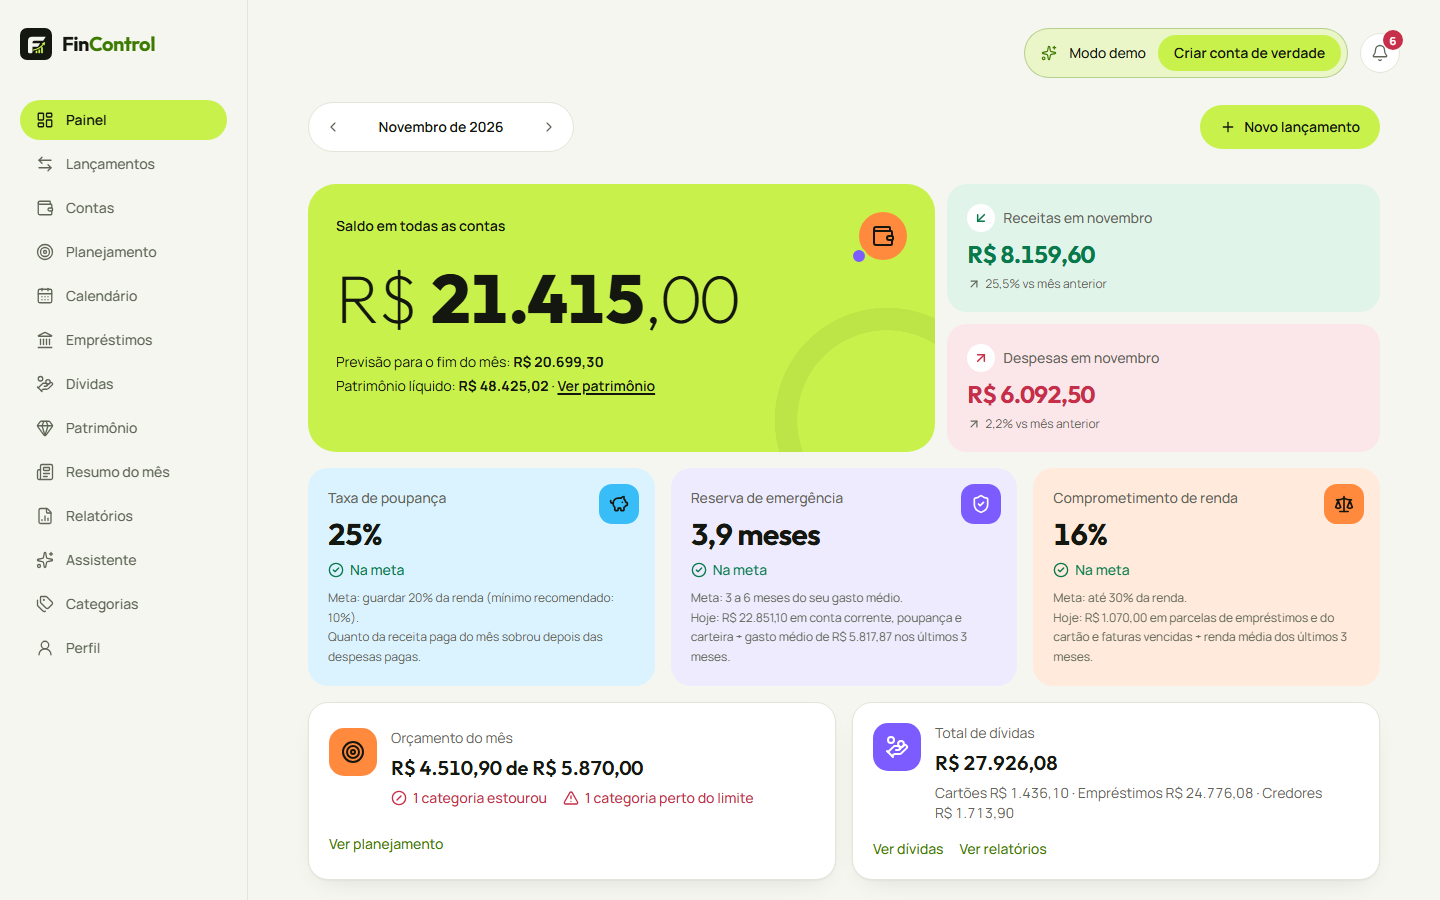 FinControl
Modo demo
Criar conta de verdade
6
Painel
Lançamentos
Contas
Planejamento
Calendário
Empréstimos
Dívidas
Patrimônio
Resumo do mês
Relatórios
Assistente
Categorias
Perfil
Novembro de 2026
Novo lançamento
Saldo em todas as contas
R$ 21.415,00
Previsão para o fim do mês: R$ 20.699,30
Patrimônio líquido: R$ 48.425,02 · Ver patrimônio
Receitas em novembro
R$ 8.159,60
25,5% vs mês anterior
Despesas em novembro
R$ 6.092,50
2,2% vs mês anterior
Taxa de poupança
25%
Na meta
Meta: guardar 20% da renda (mínimo recomendado:
10%).
Quanto da receita paga do mês sobrou depois das
despesas pagas.
Reserva de emergência
3,9 meses
Na meta
Meta: 3 a 6 meses do seu gasto médio.
Hoje: R$ 22.851,10 em conta corrente, poupança e
carteira ÷ gasto médio de R$ 5.817,87 nos últimos 3
meses.
Comprometimento de renda
16%
Na meta
Meta: até 30% da renda.
Hoje: R$ 1.070,00 em parcelas de empréstimos e do
cartão e faturas vencidas ÷ renda média dos últimos 3
meses.
Orçamento do mês
R$ 4.510,90 de R$ 5.870,00
1 categoria estourou
1 categoria perto do limite
Ver planejamento
Total de dívidas
R$ 27.926,08
Cartões R$ 1.436,10 · Empréstimos R$ 24.776,08 · Credores
R$ 1.713,90
Ver dívidas
Ver relatórios